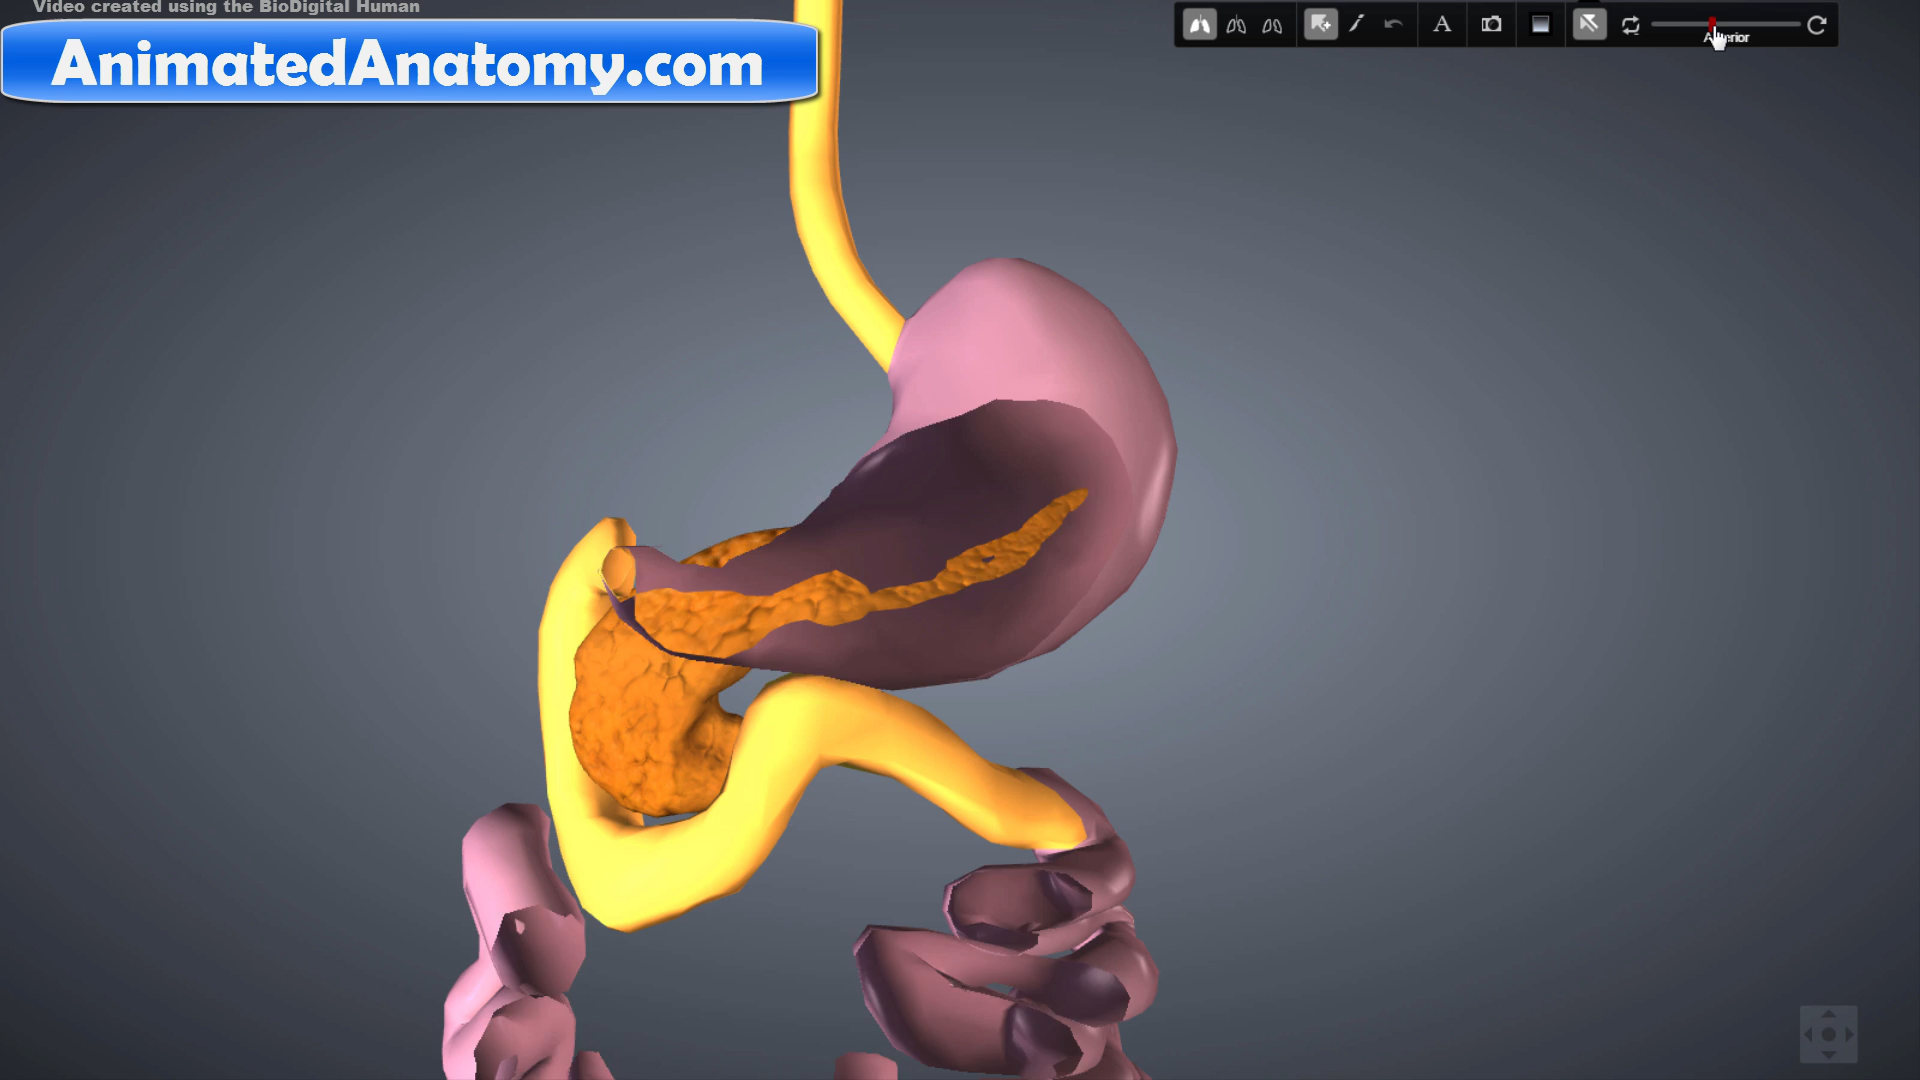 Video created using the BioDigital Human
AnimatedAnatomy.com
A